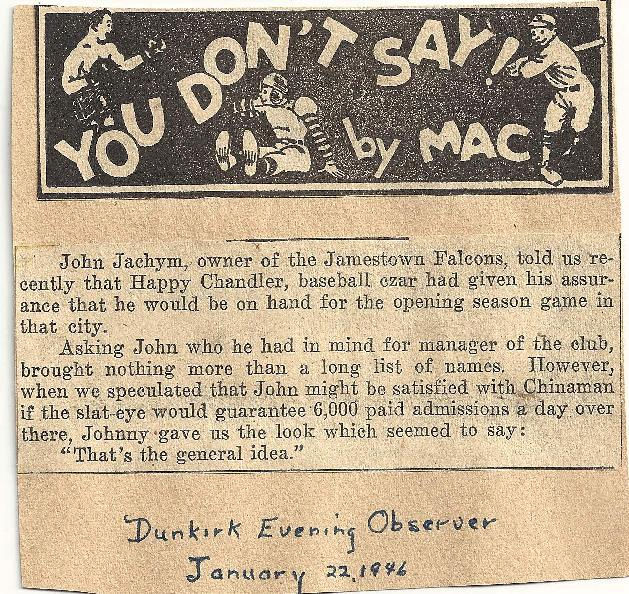 YOU DON'T SAY!
by MAC
John Jachym, owner of the Jamestown Falcons, told us re-
cently that Happy Chandler, baseball czar had given his assur-
ance that he would be on hand for the opening season game in
that city.
Asking John who he had in mind for manager of the club,
brought nothing more than a long list of names. However,
when we speculated that John might be satisfied with Chinaman
if the slat-eye would guarantee 6,000 paid admissions a day over
there, Johnny gave us the look which seemed to say:
"That's the general idea."
Dunkirk Evening Observer
January 22, 1946